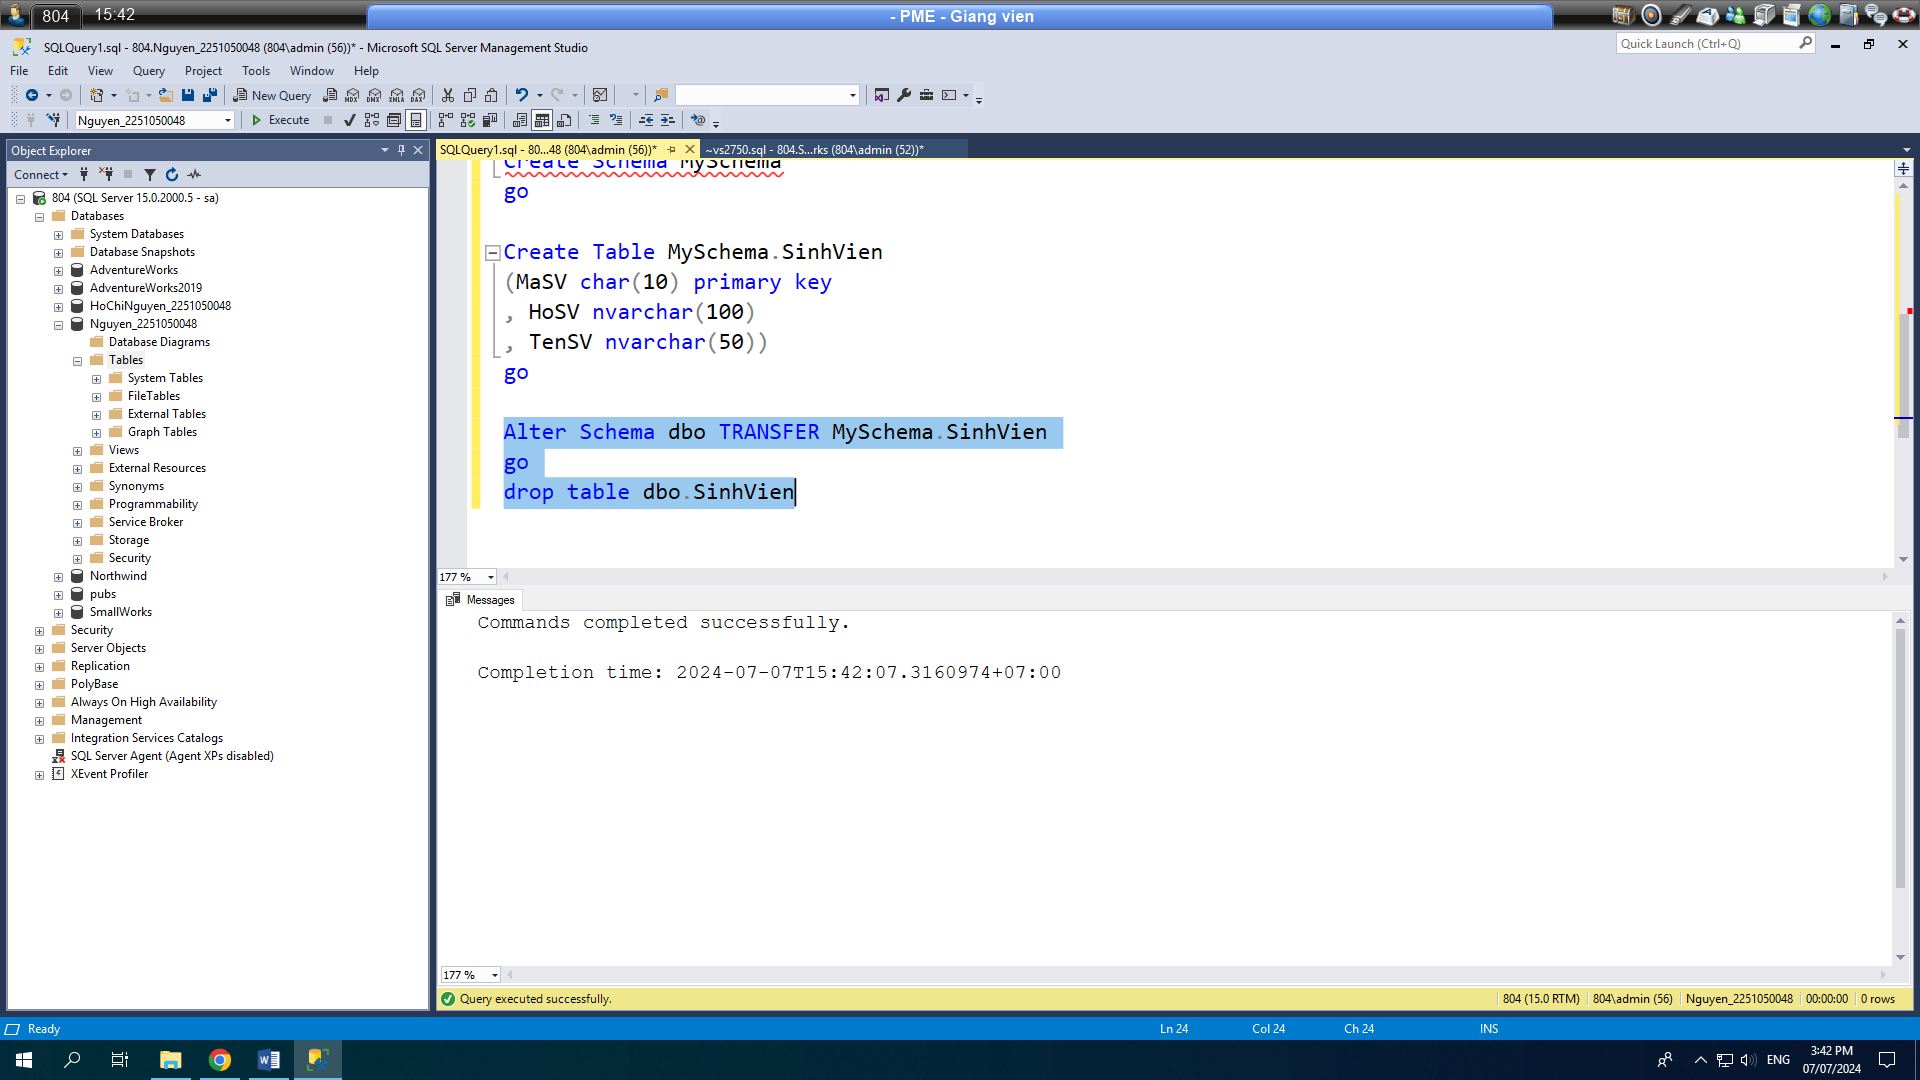 804 15:42
- PME - Giang vien
SQLQuery1.sql - 804.Nguyen_2251050048 (804\admin (56))* - Microsoft SQL Server Management Studio
Quick Launch (Ctrl+Q)
File Edit View Query Project Tools Window Help
New Query
MDX DMX XMLA DAX
Nguyen_2251050048
Execute
Object Explorer
Connect
804 (SQL Server 15.0.2000.5 - sa)
Databases
System Databases
Database Snapshots
AdventureWorks
AdventureWorks2019
HoChiNguyen_2251050048
Nguyen_2251050048
Database Diagrams
Tables
System Tables
FileTables
External Tables
Graph Tables
Views
External Resources
Synonyms
Programmability
Service Broker
Storage
Security
Northwind
pubs
SmallWorks
Security
Server Objects
Replication
PolyBase
Always On High Availability
Management
Integration Services Catalogs
SQL Server Agent (Agent XPs disabled)
XEvent Profiler
SQLQuery1.sql - 80...48 (804\admin (56))*
~vs2750.sql - 804.S...rks (804\admin (52))*
Create Schema MySchema
go
Create Table MySchema.SinhVien
(MaSV char(10) primary key
, HoSV nvarchar(100)
, TenSV nvarchar(50))
go
Alter Schema dbo TRANSFER MySchema.SinhVien
go
drop table dbo.SinhVien
177 %
Messages
Commands completed successfully.
Completion time: 2024-07-07T15:42:07.3160974+07:00
177 %
Query executed successfully.
804 (15.0 RTM) 804\admin (56) Nguyen_2251050048 00:00:00 0 rows
Ready
Ln 24 Col 24 Ch 24 INS
ENG
3:42 PM
07/07/2024